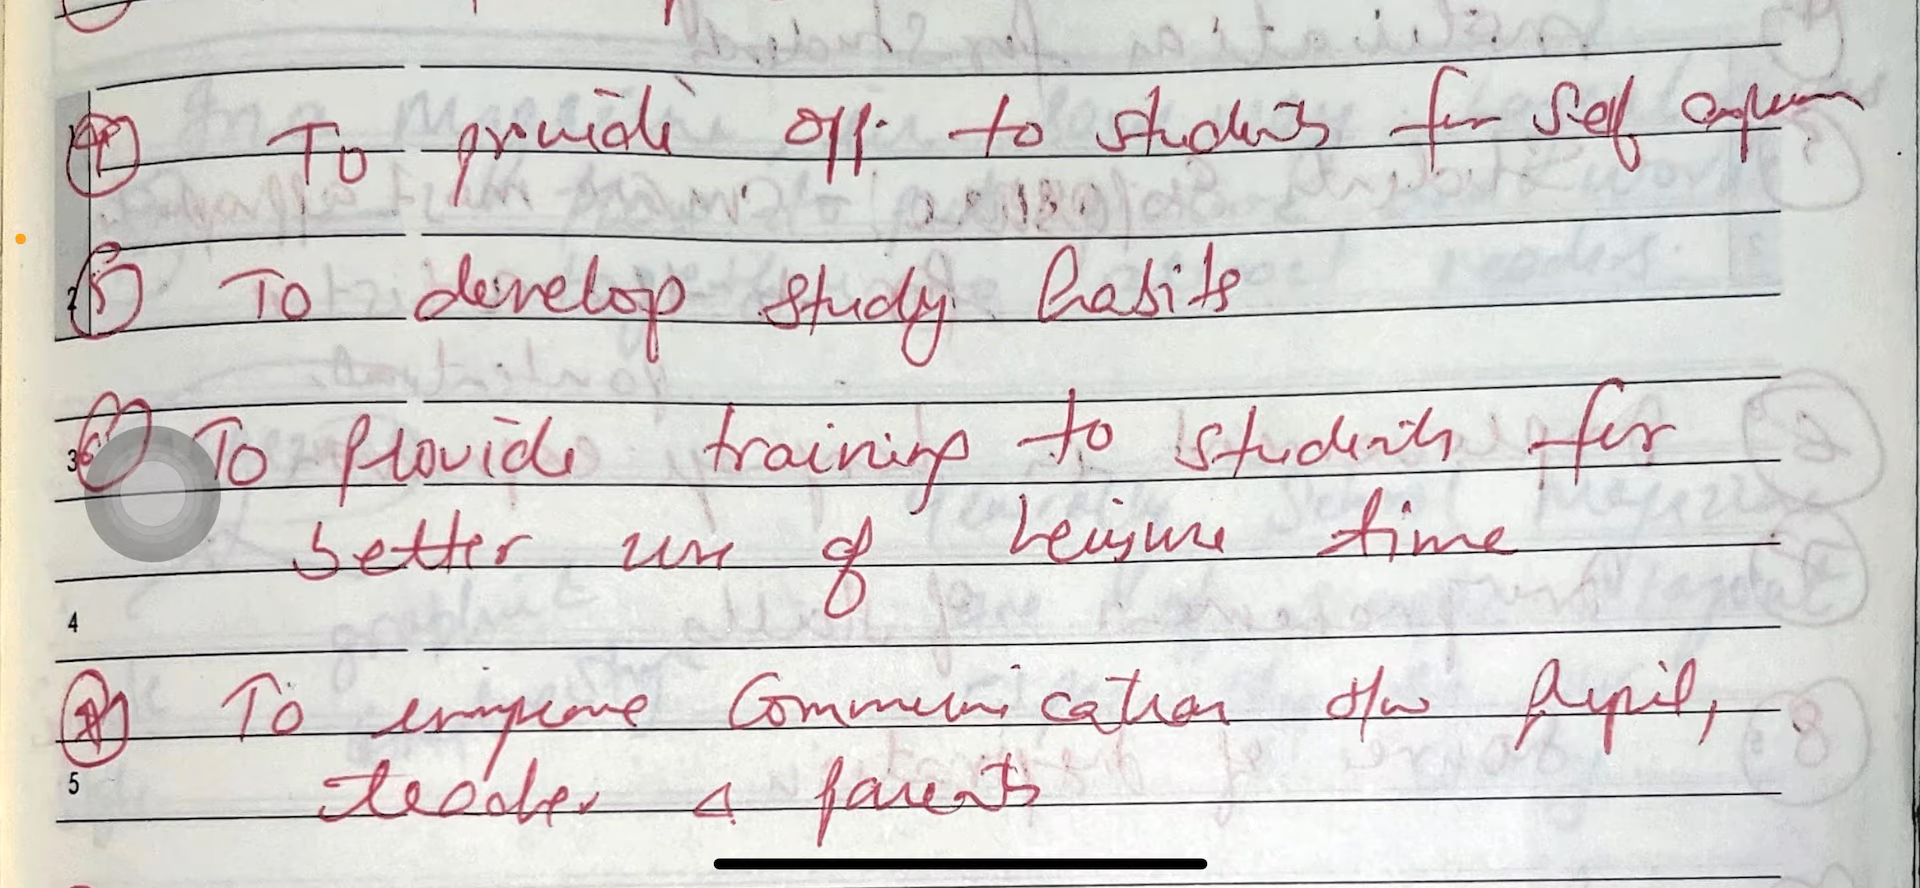 ④ To provide opp. to students for self expression
⑤ To develop study habits
⑥ To Provide training to students for
better use of Leisure time
⑦ To improve Communication b/w Pupil,
teacher & parents